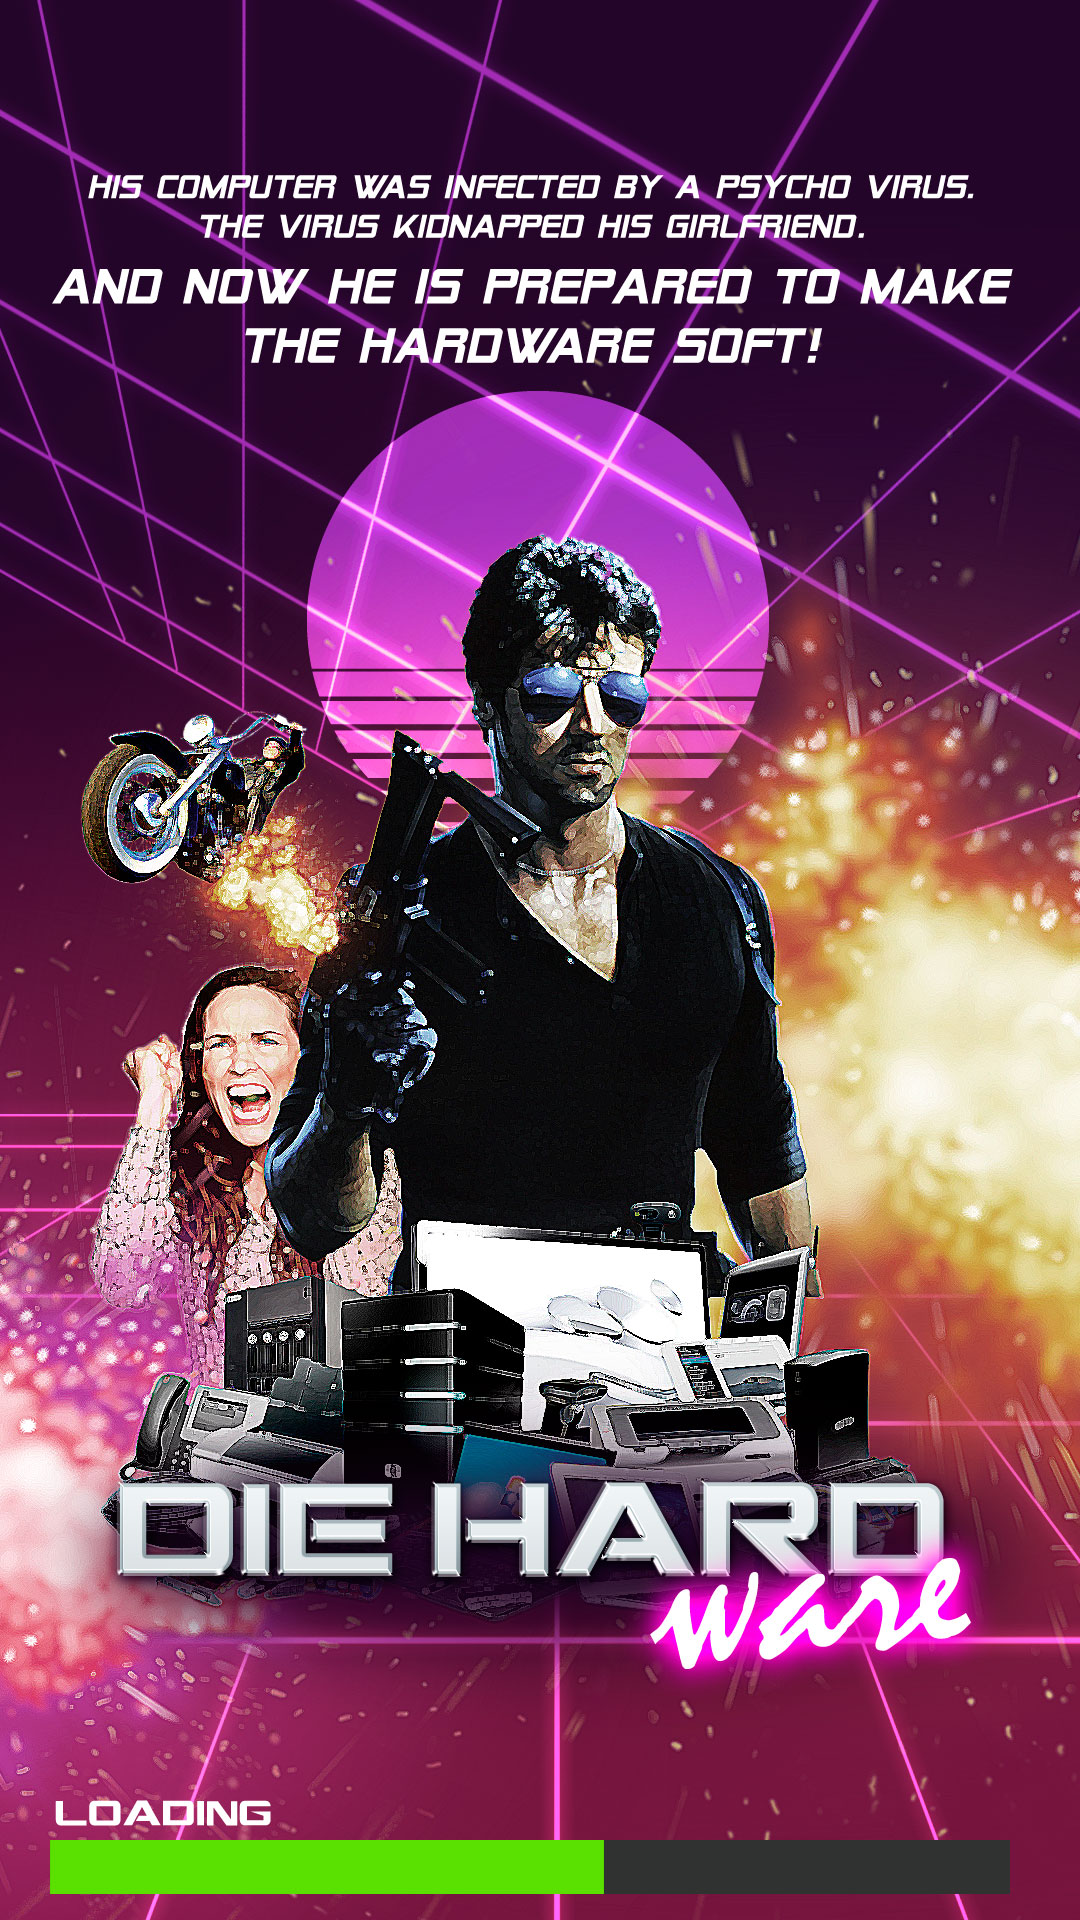 HIS COMPUTER WAS INFECTED BY A PSYCHO VIRUS.
THE VIRUS KIDNAPPED HIS GIRLFRIEND.
AND NOW HE IS PREPARED TO MAKE
THE HARDWARE SOFT!
DIE HARD
ware
LOADING